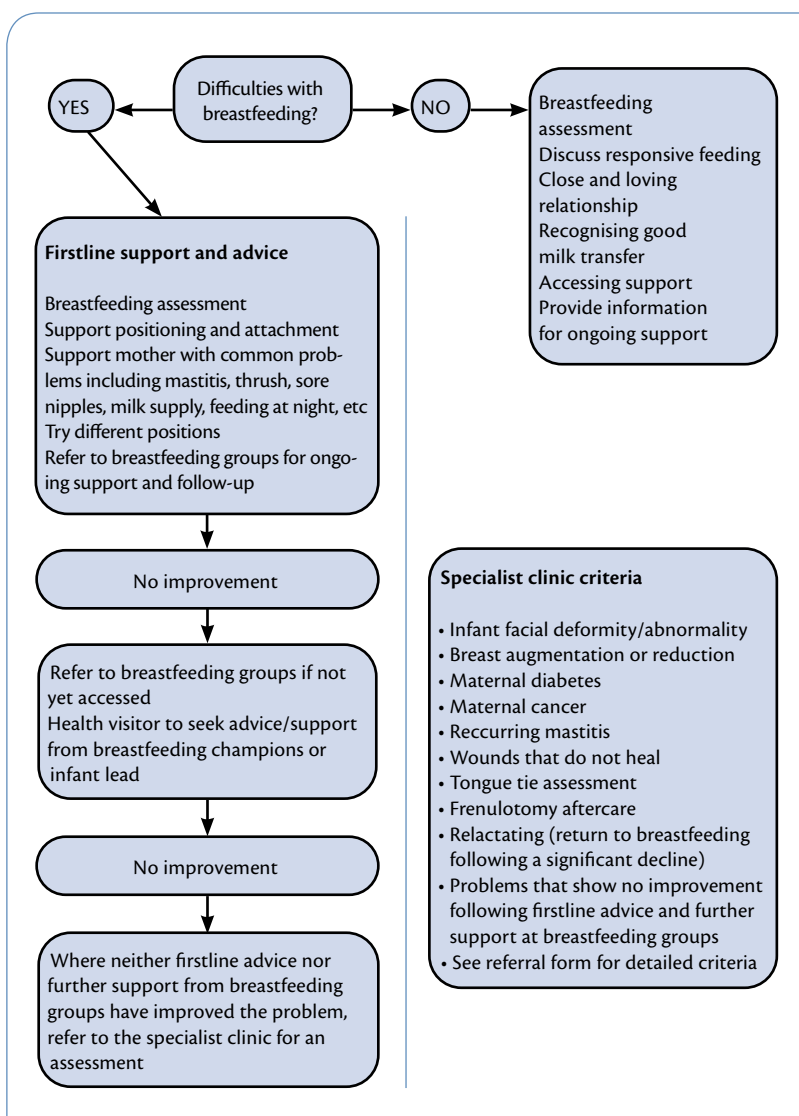 Difficulties with
breastfeeding?
YES
NO
Breastfeeding
assessment
Discuss responsive feeding
Close and loving
relationship
Recognising good
milk transfer
Accessing support
Provide information
for ongoing support
Firstline support and advice
Breastfeeding assessment
Support positioning and attachment
Support mother with common prob-
lems including mastitis, thrush, sore
nipples, milk supply, feeding at night, etc
Try different positions
Refer to breastfeeding groups for ongo-
ing support and follow-up
No improvement
Refer to breastfeeding groups if not
yet accessed
Health visitor to seek advice/support
from breastfeeding champions or
infant lead
No improvement
Where neither firstline advice nor
further support from breastfeeding
groups have improved the problem,
refer to the specialist clinic for an
assessment
Specialist clinic criteria
• Infant facial deformity/abnormality
• Breast augmentation or reduction
• Maternal diabetes
• Maternal cancer
• Reccurring mastitis
• Wounds that do not heal
• Tongue tie assessment
• Frenulotomy aftercare
• Relactating (return to breastfeeding
following a significant decline)
• Problems that show no improvement
following firstline advice and further
support at breastfeeding groups
• See referral form for detailed criteria